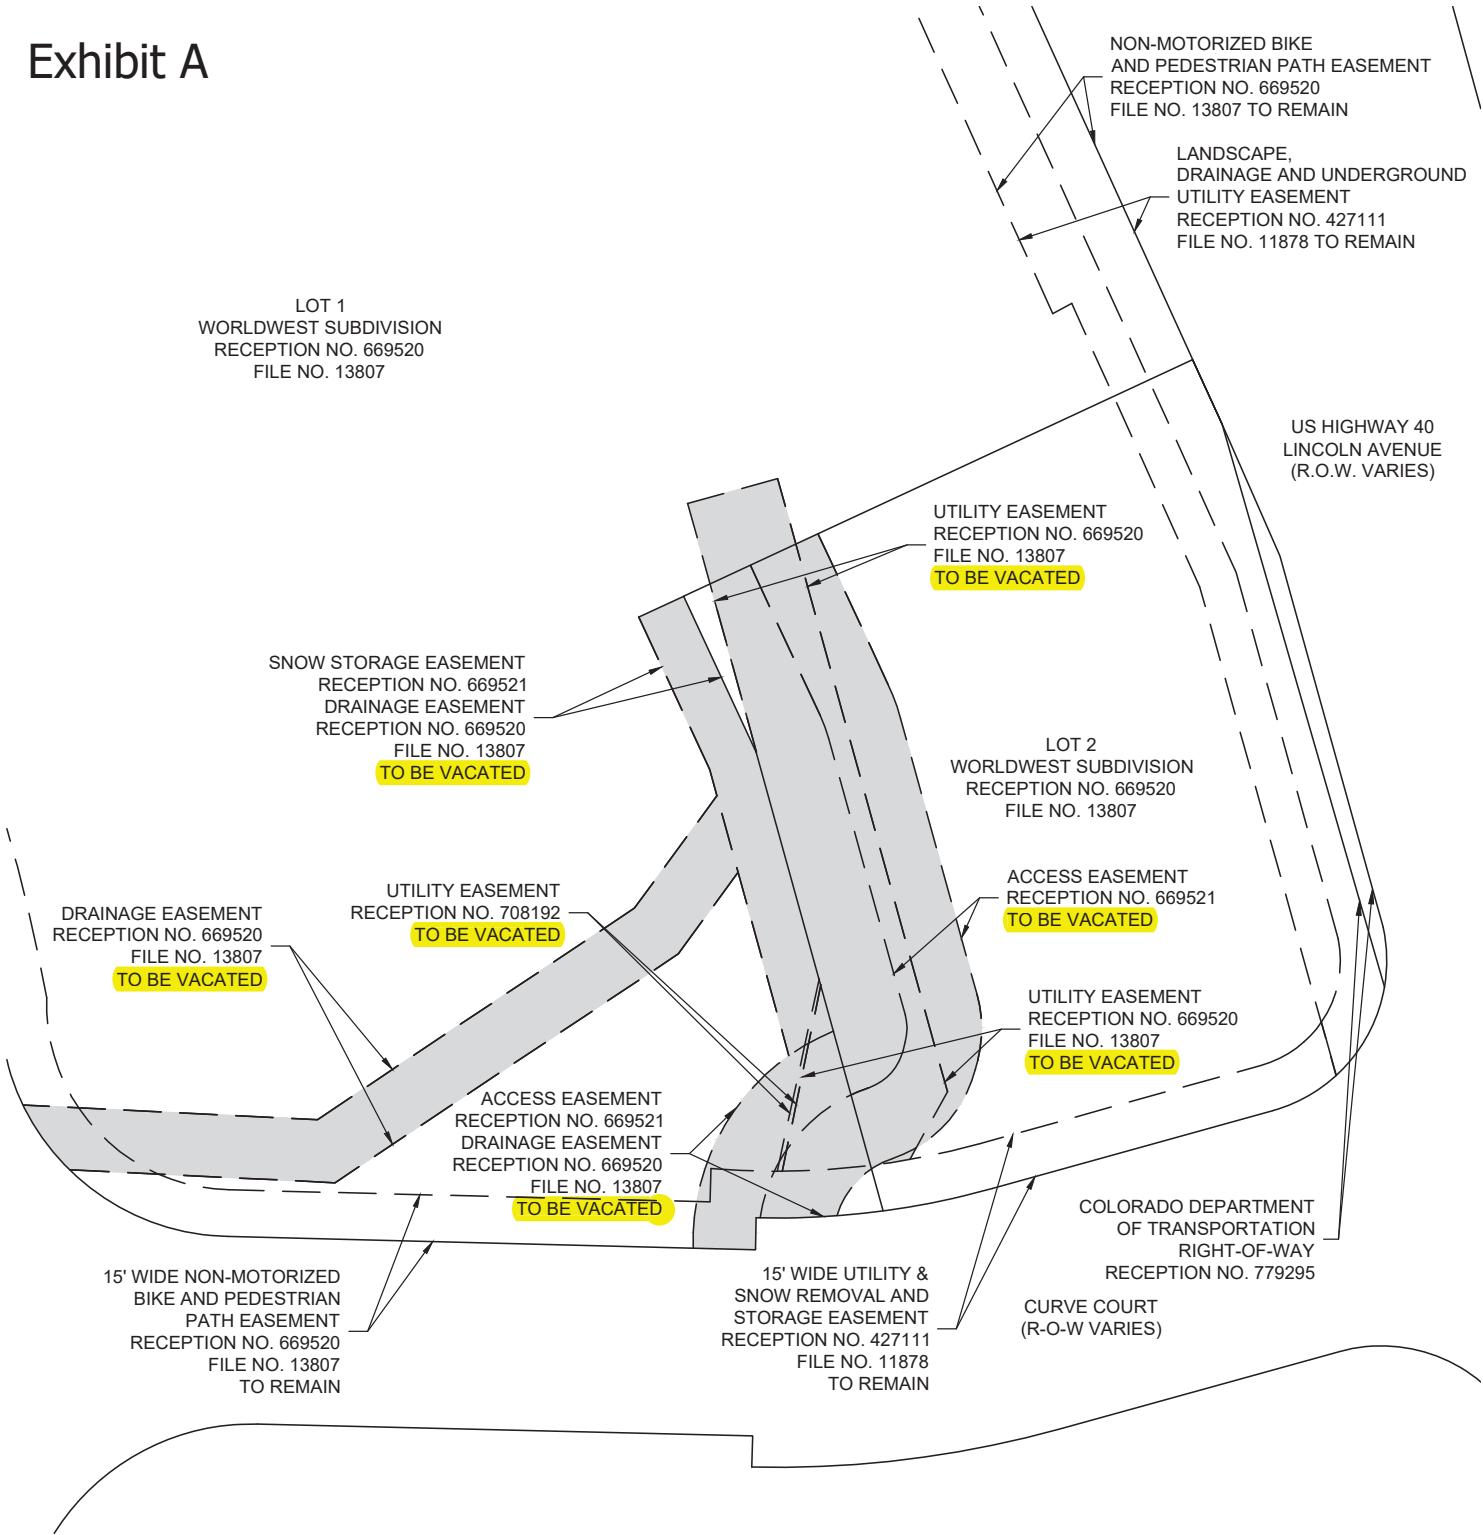 Exhibit A
NON-MOTORIZED BIKE
AND PEDESTRIAN PATH EASEMENT
RECEPTION NO. 669520
FILE NO. 13807 TO REMAIN
LANDSCAPE,
DRAINAGE AND UNDERGROUND
UTILITY EASEMENT
RECEPTION NO. 427111
FILE NO. 11878 TO REMAIN
LOT 1
WORLDWEST SUBDIVISION
RECEPTION NO. 669520
FILE NO. 13807
US HIGHWAY 40
LINCOLN AVENUE
(R.O.W. VARIES)
UTILITY EASEMENT
RECEPTION NO. 669520
FILE NO. 13807
TO BE VACATED
SNOW STORAGE EASEMENT
RECEPTION NO. 669521
DRAINAGE EASEMENT
RECEPTION NO. 669520
FILE NO. 13807
TO BE VACATED
LOT 2
WORLDWEST SUBDIVISION
RECEPTION NO. 669520
FILE NO. 13807
ACCESS EASEMENT
RECEPTION NO. 669521
TO BE VACATED
UTILITY EASEMENT
RECEPTION NO. 708192
TO BE VACATED
DRAINAGE EASEMENT
RECEPTION NO. 669520
FILE NO. 13807
TO BE VACATED
UTILITY EASEMENT
RECEPTION NO. 669520
FILE NO. 13807
TO BE VACATED
ACCESS EASEMENT
RECEPTION NO. 669521
DRAINAGE EASEMENT
RECEPTION NO. 669520
FILE NO. 13807
TO BE VACATED
COLORADO DEPARTMENT
OF TRANSPORTATION
RIGHT-OF-WAY
RECEPTION NO. 779295
15' WIDE NON-MOTORIZED
BIKE AND PEDESTRIAN
PATH EASEMENT
RECEPTION NO. 669520
FILE NO. 13807
TO REMAIN
15' WIDE UTILITY &
SNOW REMOVAL AND
STORAGE EASEMENT
RECEPTION NO. 427111
FILE NO. 11878
TO REMAIN
CURVE COURT
(R-O-W VARIES)